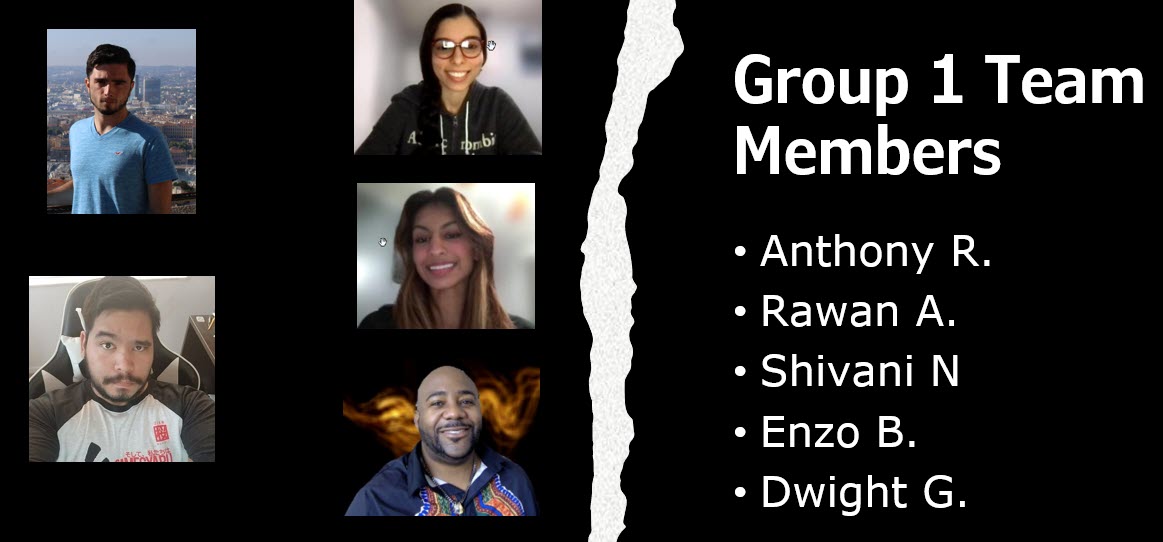 Group 1 Team
Members
• Anthony R.
• Rawan A.
• Shivani N
• Enzo B.
• Dwight G.